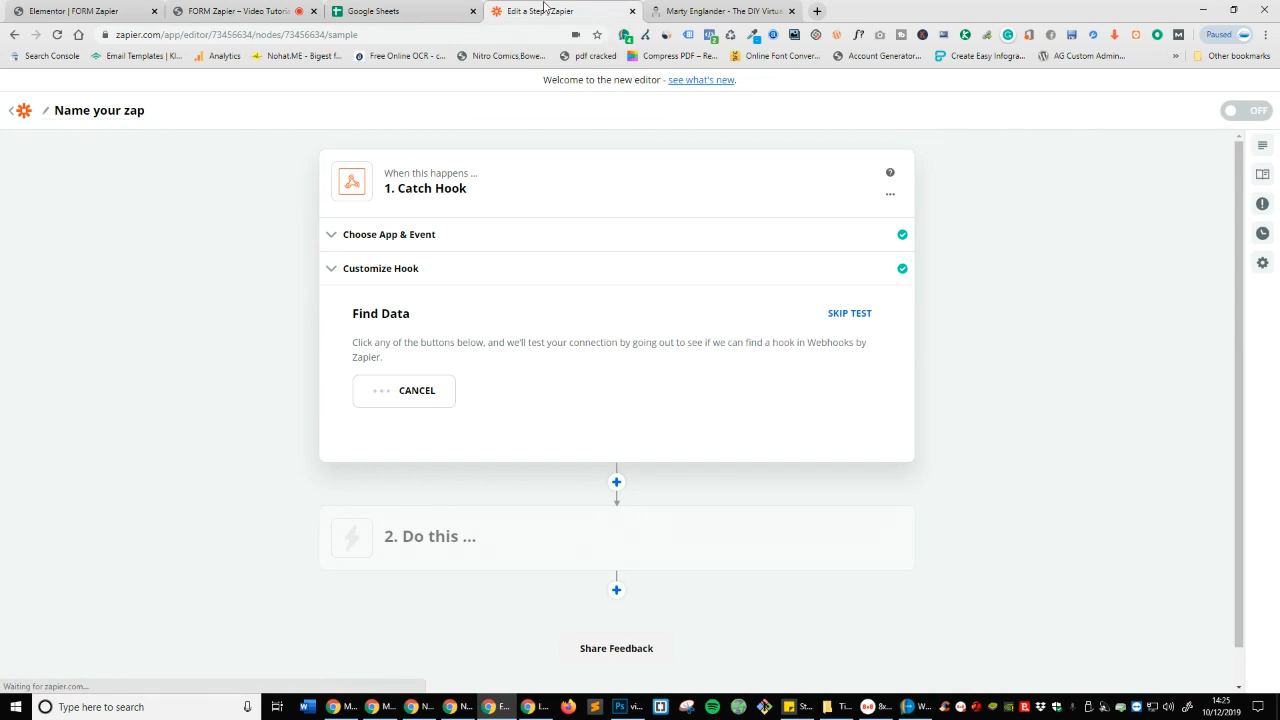 Elementor | FORM Zapier
FORM Zapier – Video Tutori
Google Sheets
Edit a Step
Zapier
Marty Englander – The DIY Virtu
zapier.com/app/editor/73456634/nodes/73456634/sample
Paused
Search Console
Email Templates | Kl...
Analytics
Nohat.ME - Bigest f...
Free Online OCR - c...
Nitro Comics,Bower...
pdf cracked
Compress PDF – Re...
Online Font Conver...
Account Generator...
Create Easy Integra...
AG Custom Admin...
Other bookmarks
Welcome to the new editor - see what's new.
Name your zap
OFF
When this happens ...
1. Catch Hook
Choose App & Event
Customize Hook
Find Data
SKIP TEST
Click any of the buttons below, and we'll test your connection by going out to see if we can find a hook in Webhooks by
Zapier.
CANCEL
2. Do this ...
Share Feedback
Waiting for zapier.com...
Type here to search
14:25
10/12/2019